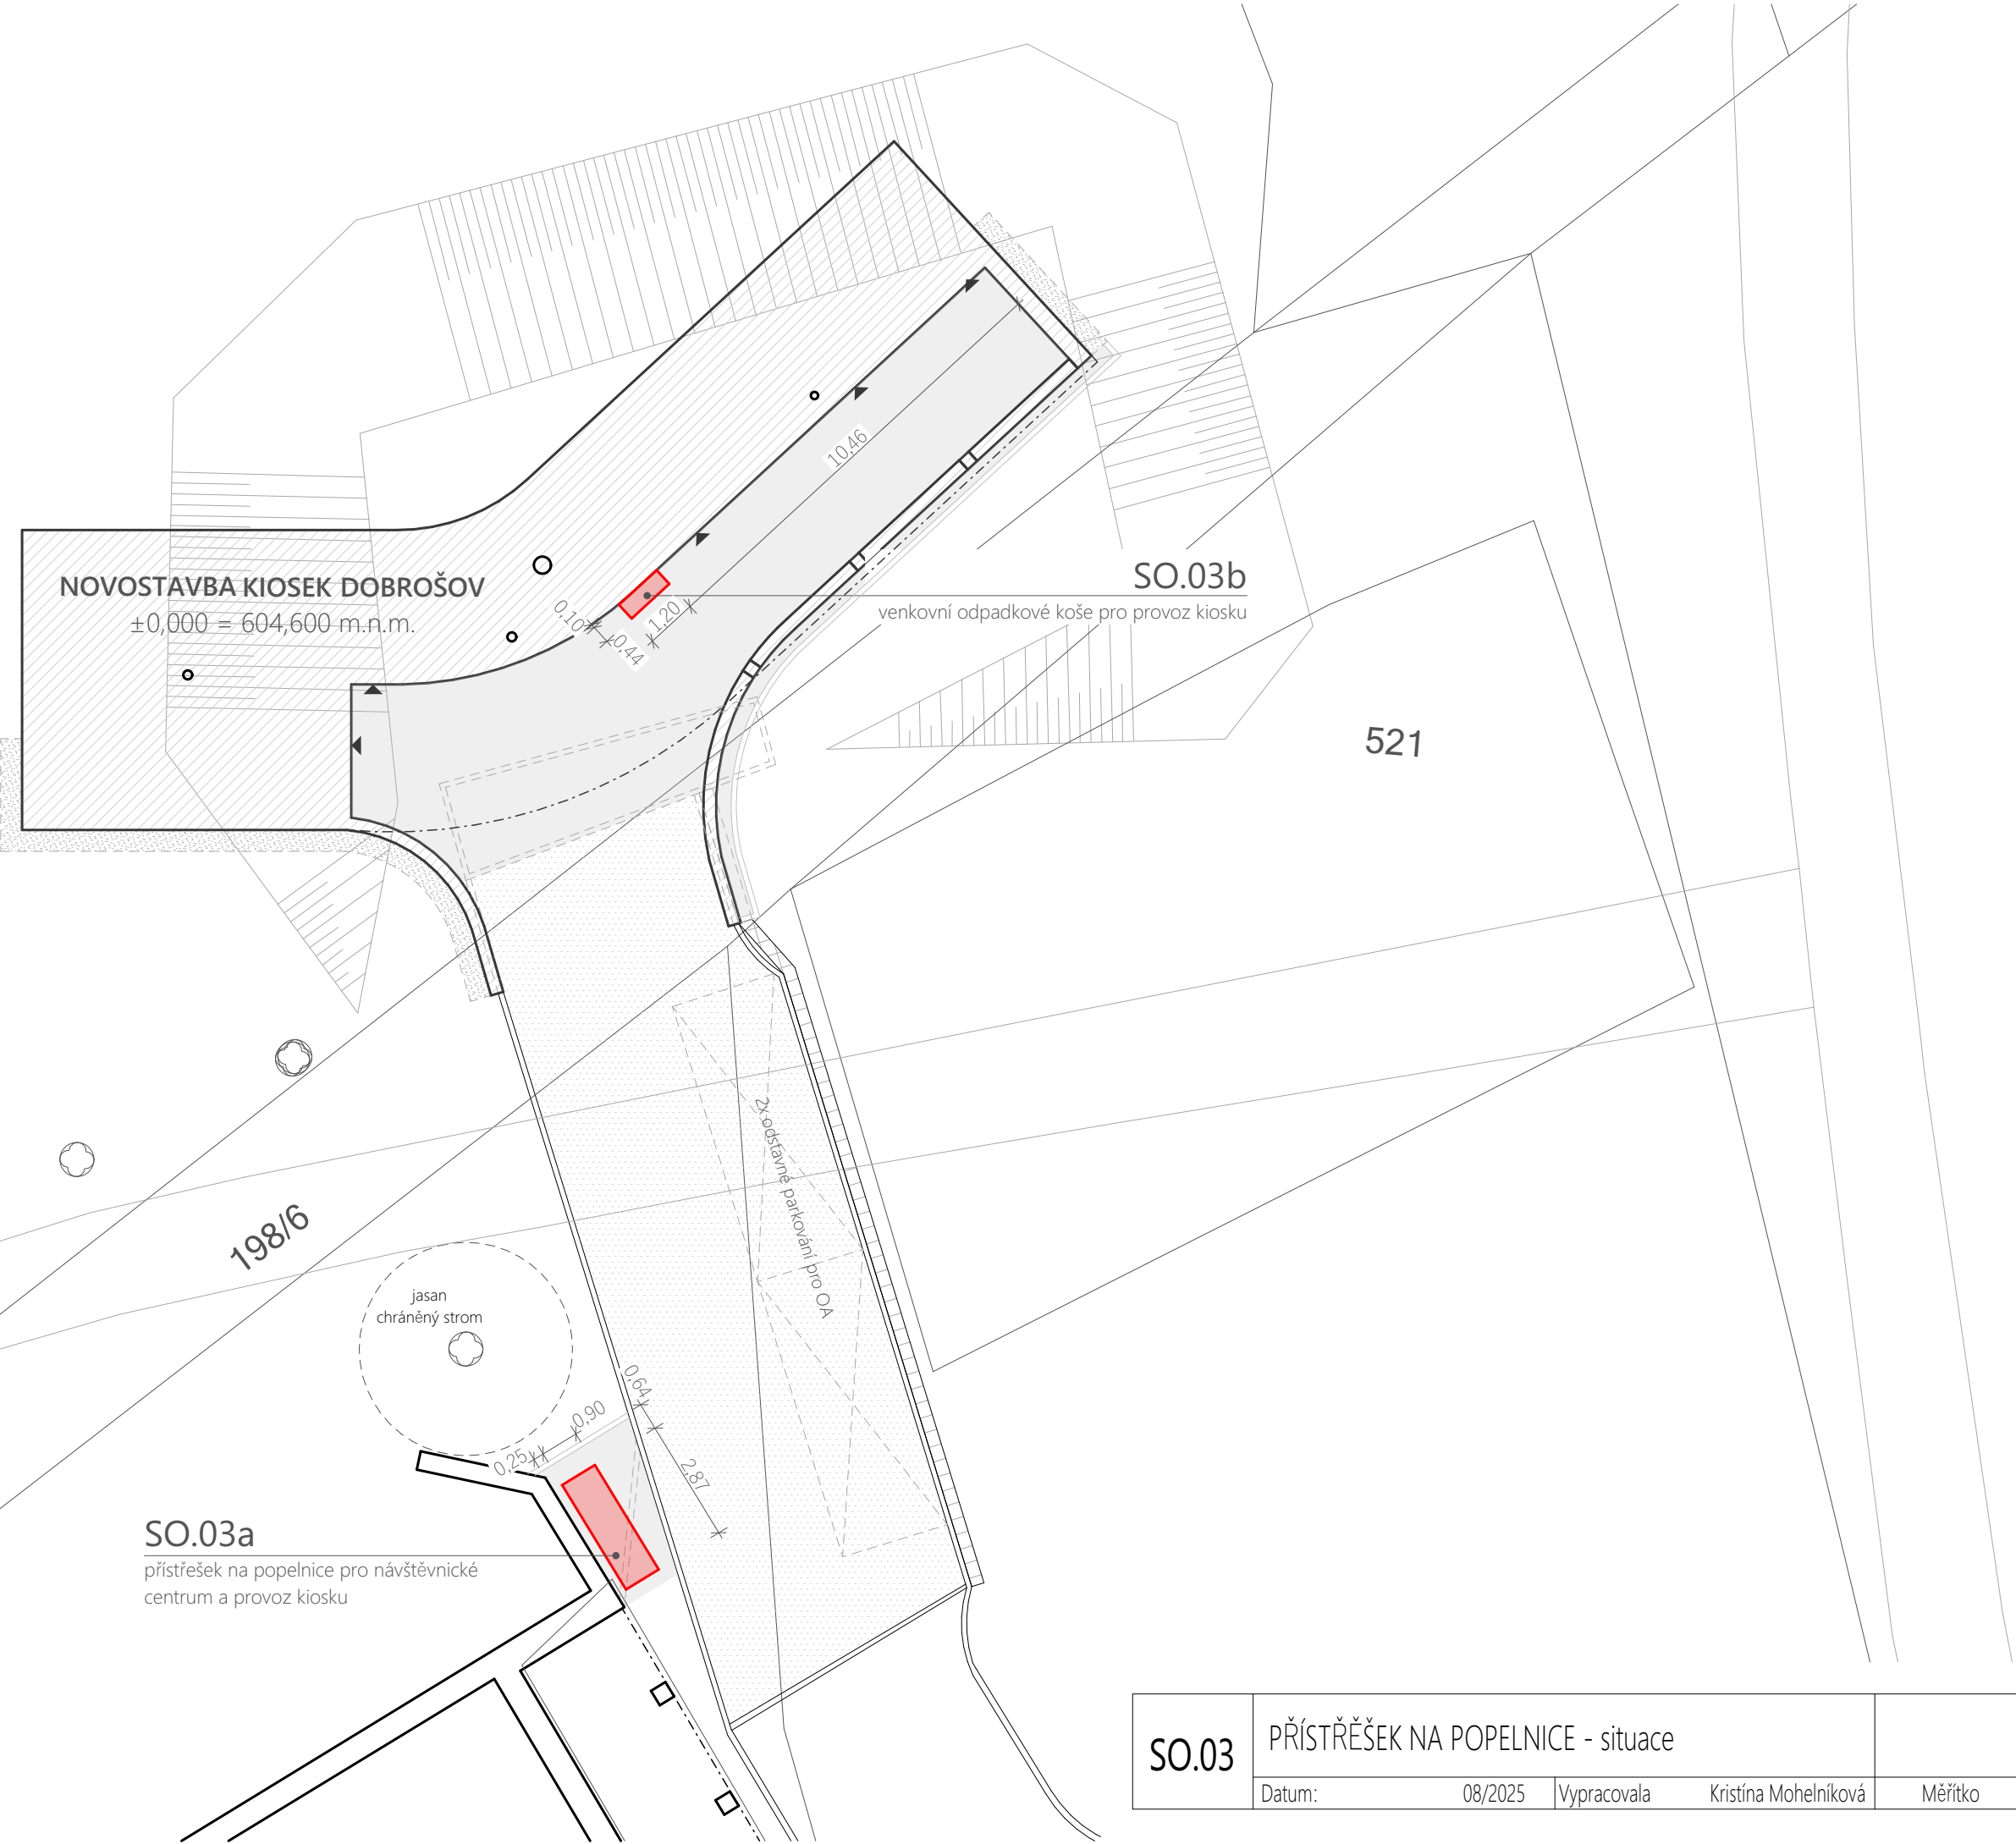 10,46
NOVOSTAVBA KIOSEK DOBROŠOV
±0,000 = 604,600 m.n.m.
SO.03b
venkovní odpadkové koše pro provoz kiosku
0,10
0,44
1,20
521
2x odstavné parkování pro OA
198/6
jasan
chráněný strom
0,64
0,90
0,25
2,87
SO.03a
přístřešek na popelnice pro návštěvnické
centrum a provoz kiosku
SO.03
PŘÍSTŘĚŠEK NA POPELNICE - situace
Datum: 08/2025 Vypracovala Kristína Mohelníková Měřítko